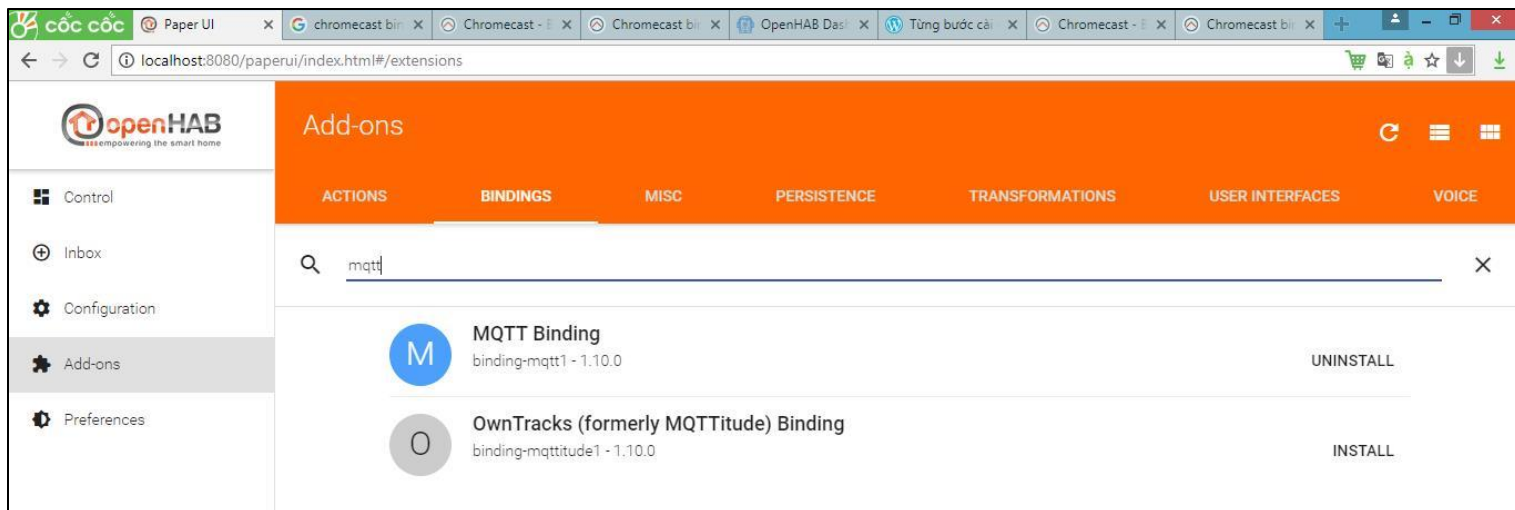 cốc cốc Paper UI chromecast bin Chromecast - Chromecast bin OpenHAB Dash Từng bước cài Chromecast - Chromecast bin
localhost:8080/paperui/index.html#/extensions
openHAB
empowering the smart home
Add-ons
ACTIONS BINDINGS MISC PERSISTENCE TRANSFORMATIONS USER INTERFACES VOICE
Control
Inbox
Configuration
Add-ons
Preferences
mqtt
M
MQTT Binding
binding-mqtt1 - 1.10.0
UNINSTALL
O
OwnTracks (formerly MQTTitude) Binding
binding-mqttitude1 - 1.10.0
INSTALL